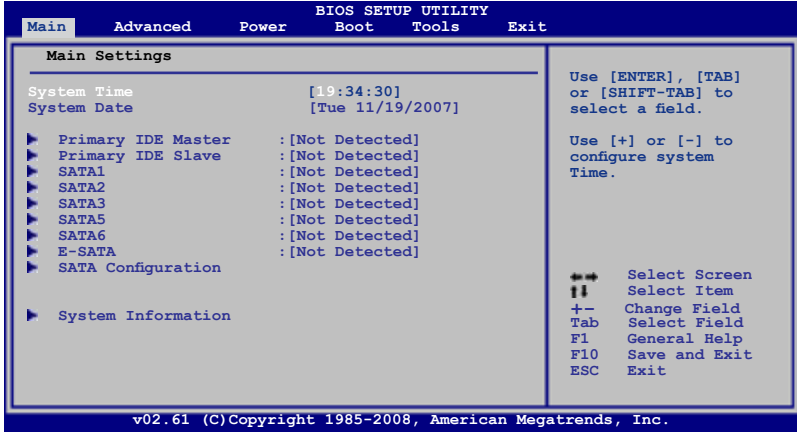 BIOS SETUP UTILITY
Main Advanced Power Boot Tools Exit
Main Settings
System Time [19:34:30]
System Date [Tue 11/19/2007]
Primary IDE Master :[Not Detected]
Primary IDE Slave :[Not Detected]
SATA1 :[Not Detected]
SATA2 :[Not Detected]
SATA3 :[Not Detected]
SATA5 :[Not Detected]
SATA6 :[Not Detected]
E-SATA :[Not Detected]
SATA Configuration
System Information
Use [ENTER], [TAB]
or [SHIFT-TAB] to
select a field.
Use [+] or [-] to
configure system
Time.
←→ Select Screen
↑↓ Select Item
+- Change Field
Tab Select Field
F1 General Help
F10 Save and Exit
ESC Exit
v02.61 (C)Copyright 1985-2008, American Megatrends, Inc.